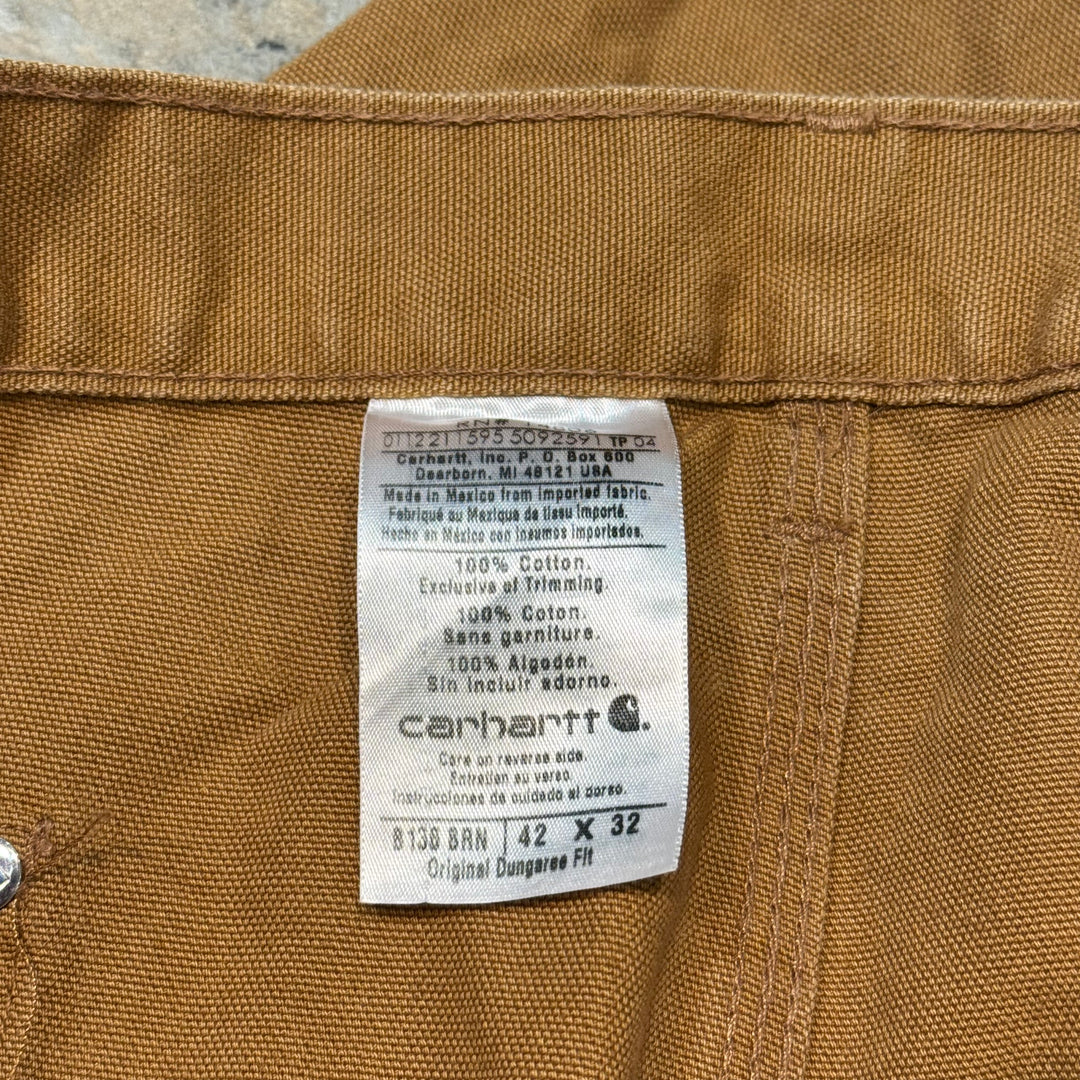 RN#
0112211595 5092591 TP 04
Carhartt, Inc. P. O. Box 600
Dearborn, MI 48121 USA
Made in Mexico from imported fabric.
Fabriqué au Mexique de tissu importé.
Hecho en México con insumos importados.
100% Cotton.
Exclusive of Trimming.
100% Coton.
Sans garniture.
100% Algodón.
Sin incluir adorno.
carhartt
Care on reverse side.
Entretien au verso.
Instrucciones de cuidado al dorso.
B136 BRN 42 X 32
Original Dungaree Fit